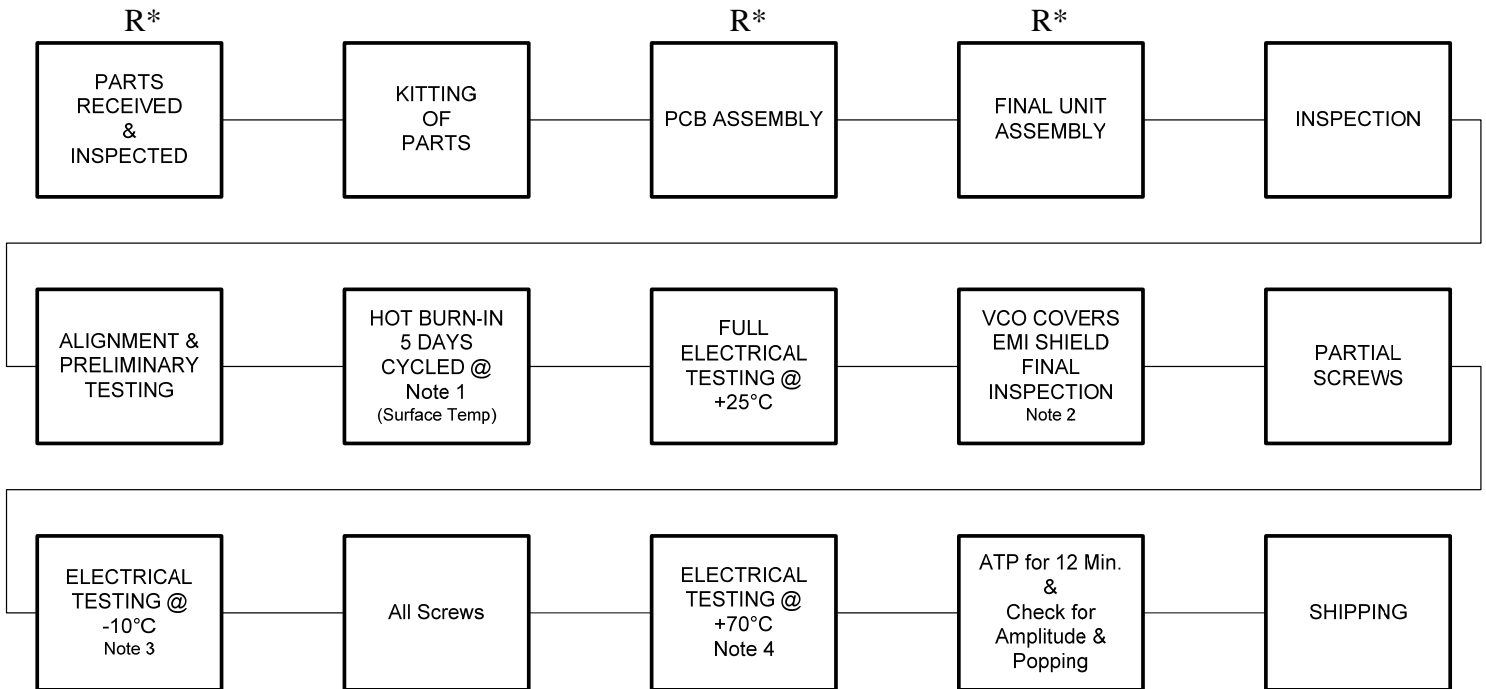 R*
R*
R*
PARTS
RECEIVED
&
INSPECTED
KITTING
OF
PARTS
PCB ASSEMBLY
FINAL UNIT
ASSEMBLY
INSPECTION
ALIGNMENT &
PRELIMINARY
TESTING
HOT BURN-IN
5 DAYS
CYCLED @
Note 1
(Surface Temp)
FULL
ELECTRICAL
TESTING @
+25°C
VCO COVERS
EMI SHIELD
FINAL
INSPECTION
Note 2
PARTIAL
SCREWS
ELECTRICAL
TESTING @
-10°C
Note 3
All Screws
ELECTRICAL
TESTING @
+70°C
Note 4
ATP for 12 Min.
&
Check for
Amplitude &
Popping
SHIPPING